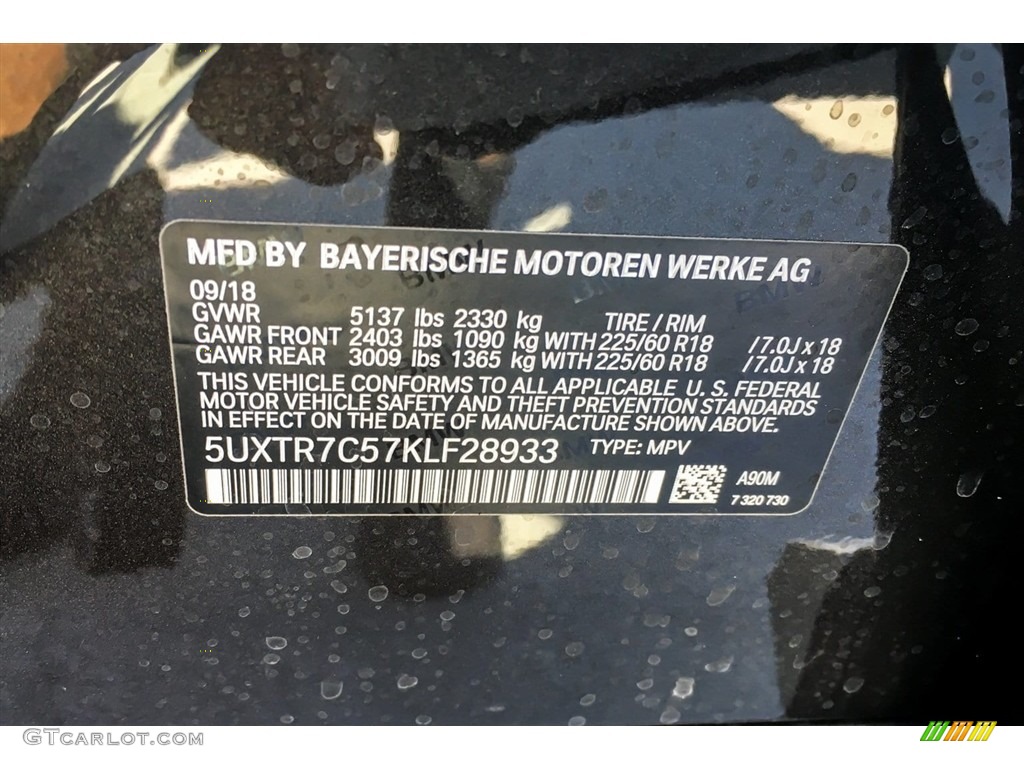 MFD BY BAYERISCHE MOTOREN WERKE AG
09/18
GVWR 5137 lbs 2330 kg TIRE / RIM
GAWR FRONT 2403 lbs 1090 kg WITH 225/60 R18 /7.0J x 18
GAWR REAR 3009 lbs 1365 kg WITH 225/60 R18 /7.0J x 18
THIS VEHICLE CONFORMS TO ALL APPLICABLE U. S. FEDERAL
MOTOR VEHICLE SAFETY AND THEFT PREVENTION STANDARDS
IN EFFECT ON THE DATE OF MANUFACTURE SHOWN ABOVE.
5UXTR7C57KLF28933 TYPE: MPV
A90M
7 320 730
GTCARLOT.COM